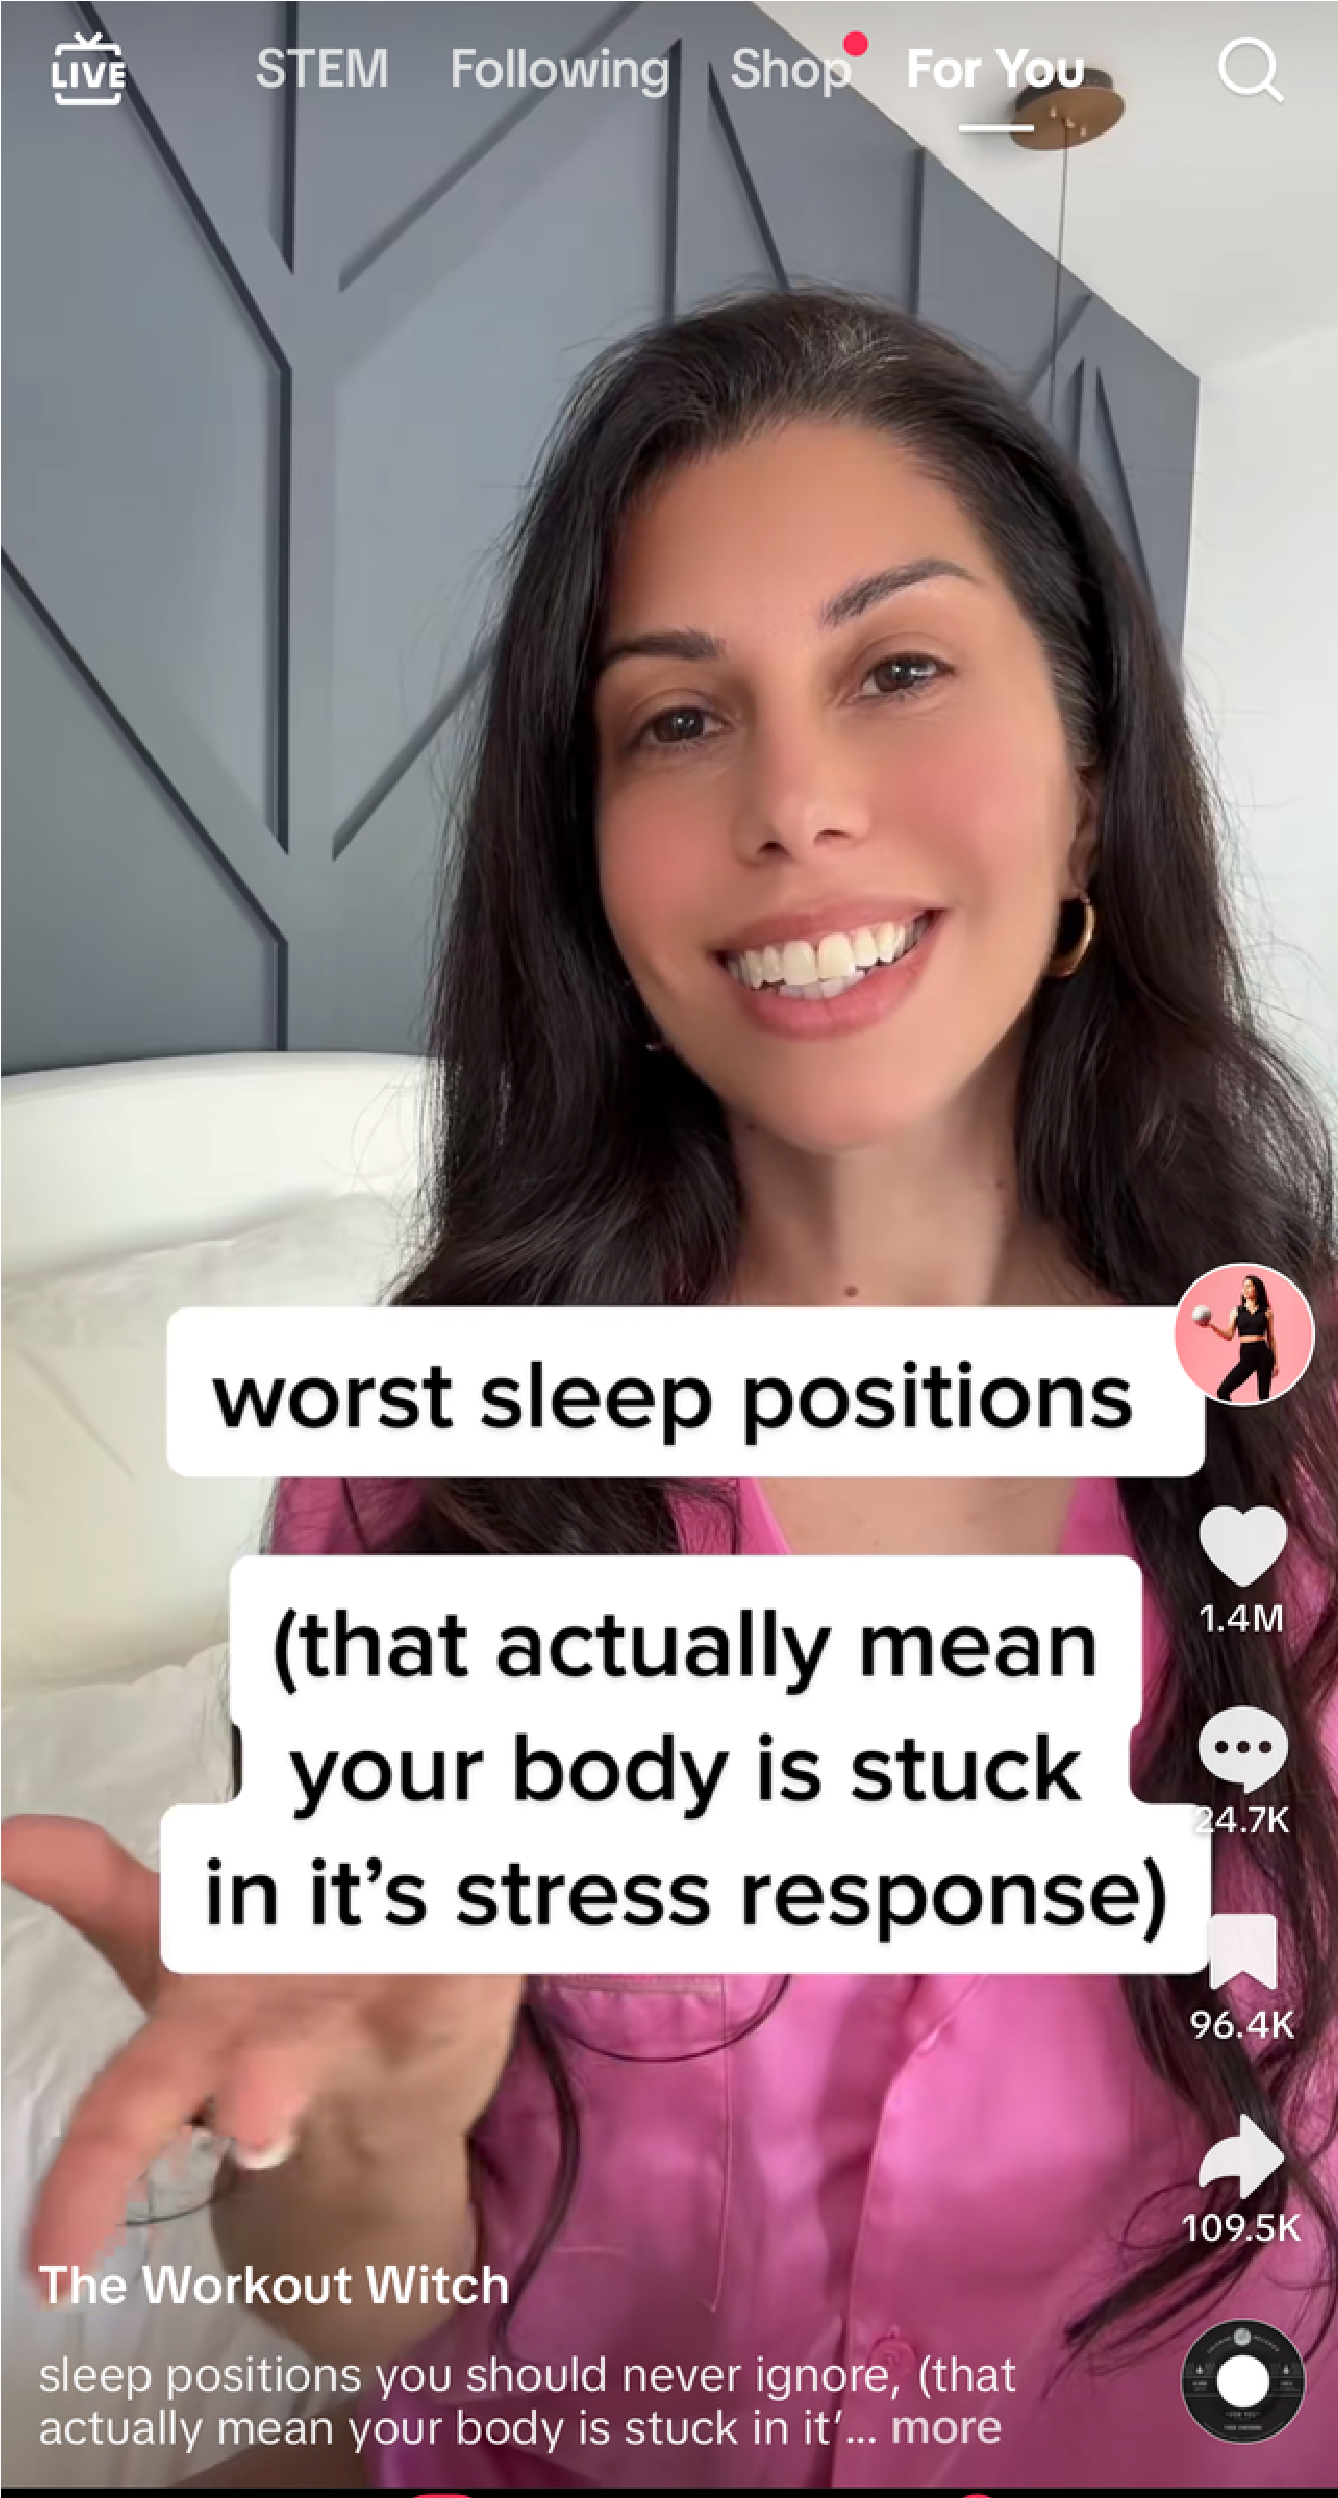 LIVE
STEM Following Shop For You
worst sleep positions
(that actually mean
your body is stuck
in it’s stress response)
1.4M
24.7K
96.4K
109.5K
The Workout Witch
sleep positions you should never ignore, (that
actually mean your body is stuck in it’... more